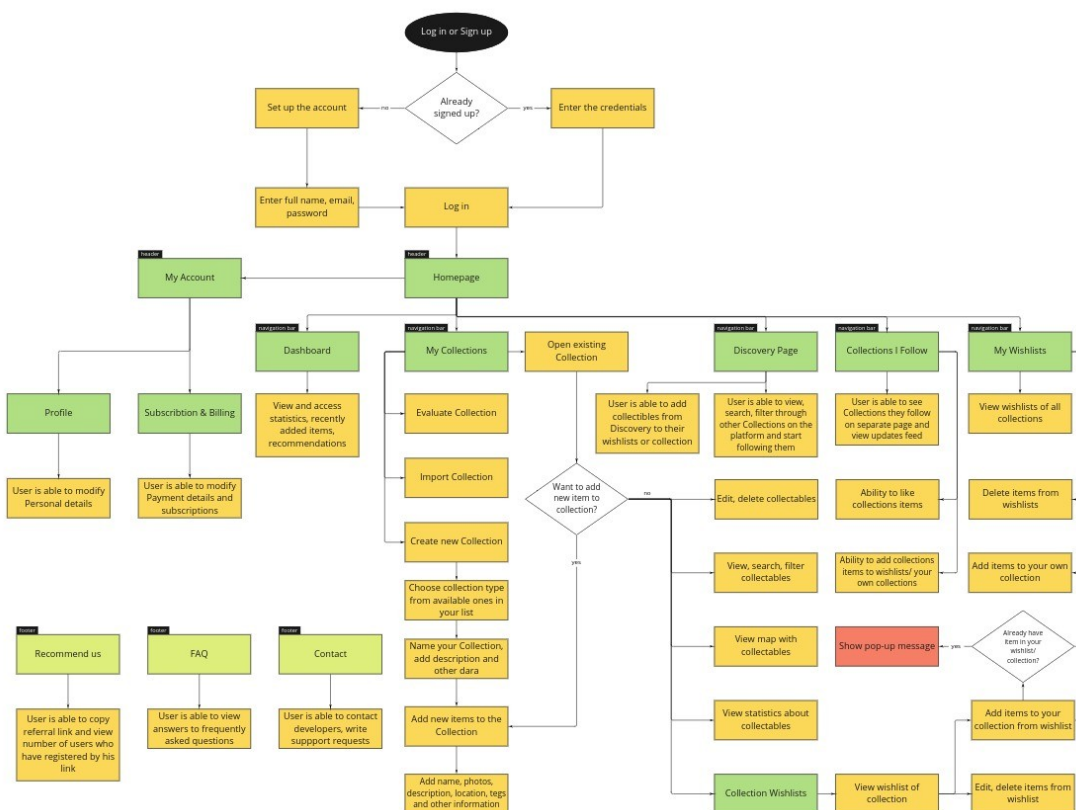 Log in or Sign up
Already
signed up?
no
yes
Set up the account
Enter the credentials
Enter full name, email,
password
Log in
header
My Account
header
Homepage
navigation bar
Dashboard
navigation bar
My Collections
Open existing
Collection
navigation bar
Discovery Page
navigation bar
Collections I Follow
navigation bar
My Wishlists
Profile
Subscribtion & Billing
View and access
statistics, recently
added items,
recommendations
Evaluate Collection
User is able to add
collectibles from
Discovery to their
wishlists or collection
User is able to view,
search, filter through
other Collections on the
platform and start
following them
User is able to see
Collections they follow
on separate page and
view updates feed
View wishlists of all
collections
User is able to modify
Personal details
User is able to modify
Payment details and
subscriptions
Import Collection
Want to add
new item to
collection?
no
yes
Edit, delete collectables
Ability to like
collections items
Delete items from
wishlists
Create new Collection
View, search, filter
collectables
Ability to add collections
items to wishlists/ your
own collections
Add items to your own
collection
Choose collection type
from available ones in
your list
footer
Recommend us
footer
FAQ
footer
Contact
Name your Collection,
add description and
other dara
View map with
collectables
Show pop-up message
yes
Already have
item in your
wishlist/
collection?
User is able to copy
referral link and view
number of users who
have registered by his
link
User is able to view
answers to frequently
asked questions
User is able to contact
developers, write
suppport requests
Add new items to the
Collection
View statistics about
collectables
Add items to your
collection from wishlist
Add name, photos,
description, location, tegs
and other information
Collection Wishlists
View wishlist of
collection
Edit, delete items from
wishlist